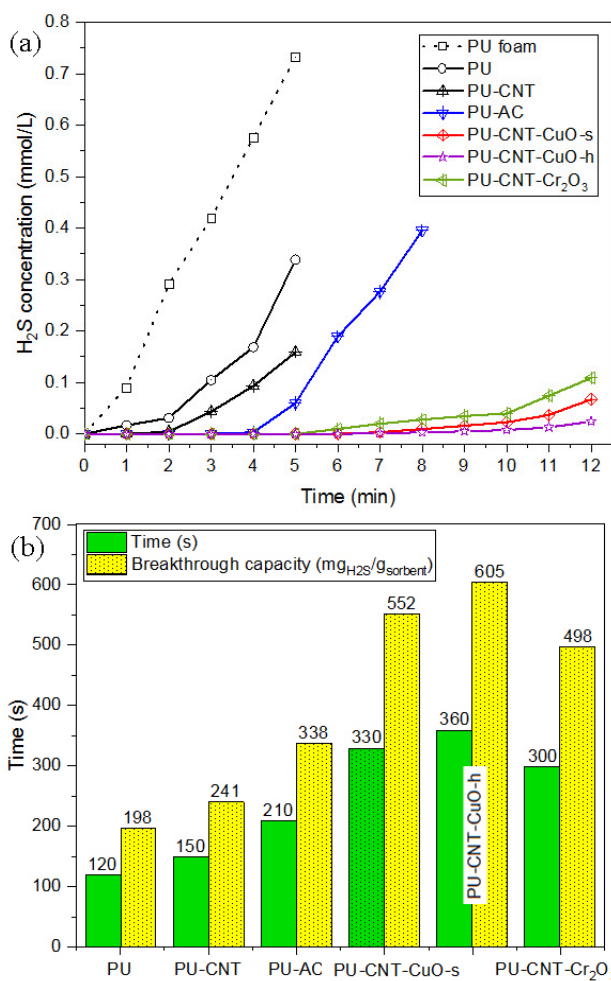 (a)
0.8
0.7
0.6
0.5
0.4
0.3
0.2
0.1
0.0
H₂S concentration (mmol/L)
PU foam
PU
PU-CNT
PU-AC
PU-CNT-CuO-s
PU-CNT-CuO-h
PU-CNT-Cr₂O₃
0 1 2 3 4 5 6 7 8 9 10 11 12
Time (min)
(b)
700
600
500
400
300
200
100
0
Time (s)
Time (s)
Breakthrough capacity (mg_H2S/g_sorbent)
120 198
150 241
210 338
330 552
360 605
300 498
PU-CNT-CuO-h
PU PU-CNT PU-AC PU-CNT-CuO-s PU-CNT-Cr₂O